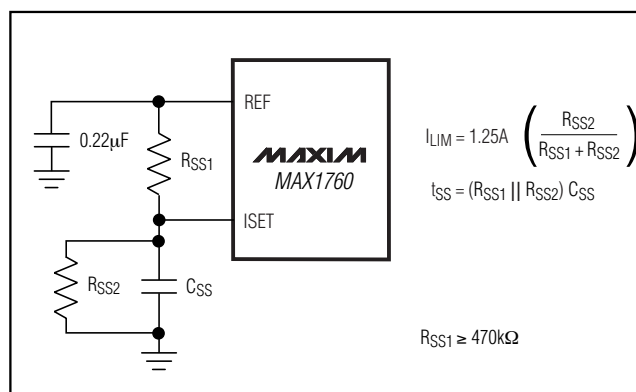 REF
0.22µF
RSS1
MAXIM
MAX1760
ISET
RSS2
CSS
ILIM = 1.25A ( RSS2 / RSS1 + RSS2 )
tSS = (RSS1 || RSS2) CSS
RSS1 ≥ 470kΩ